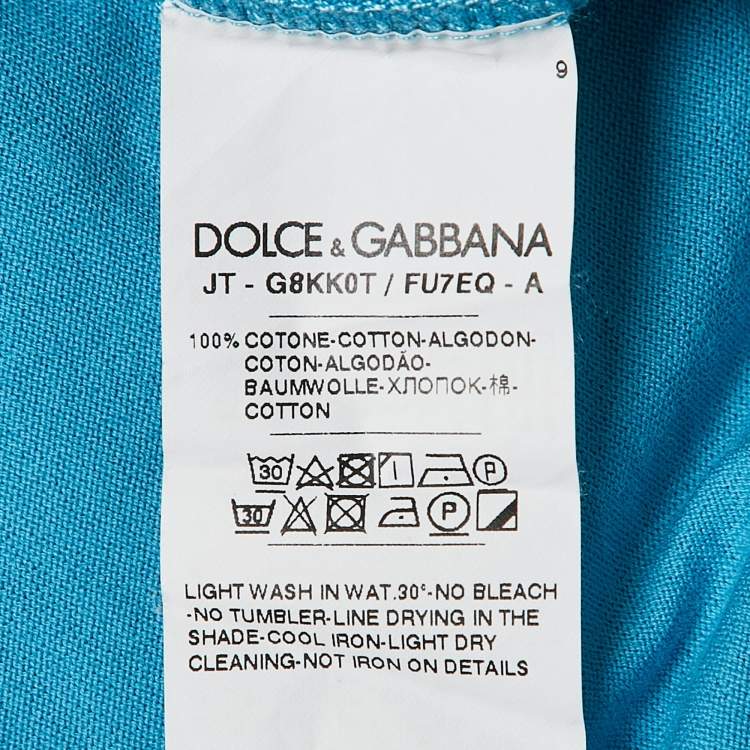 9
DOLCE & GABBANA
JT - G8KK0T / FU7EQ - A
100% COTONE-COTTON-ALGODON-
COTON-ALGODÃO-
BAUMWOLLE-ХЛОПОК-棉-
COTTON
30 P
30 P
LIGHT WASH IN WAT.30°-NO BLEACH
-NO TUMBLER-LINE DRYING IN THE
SHADE-COOL IRON-LIGHT DRY
CLEANING-NOT IRON ON DETAILS